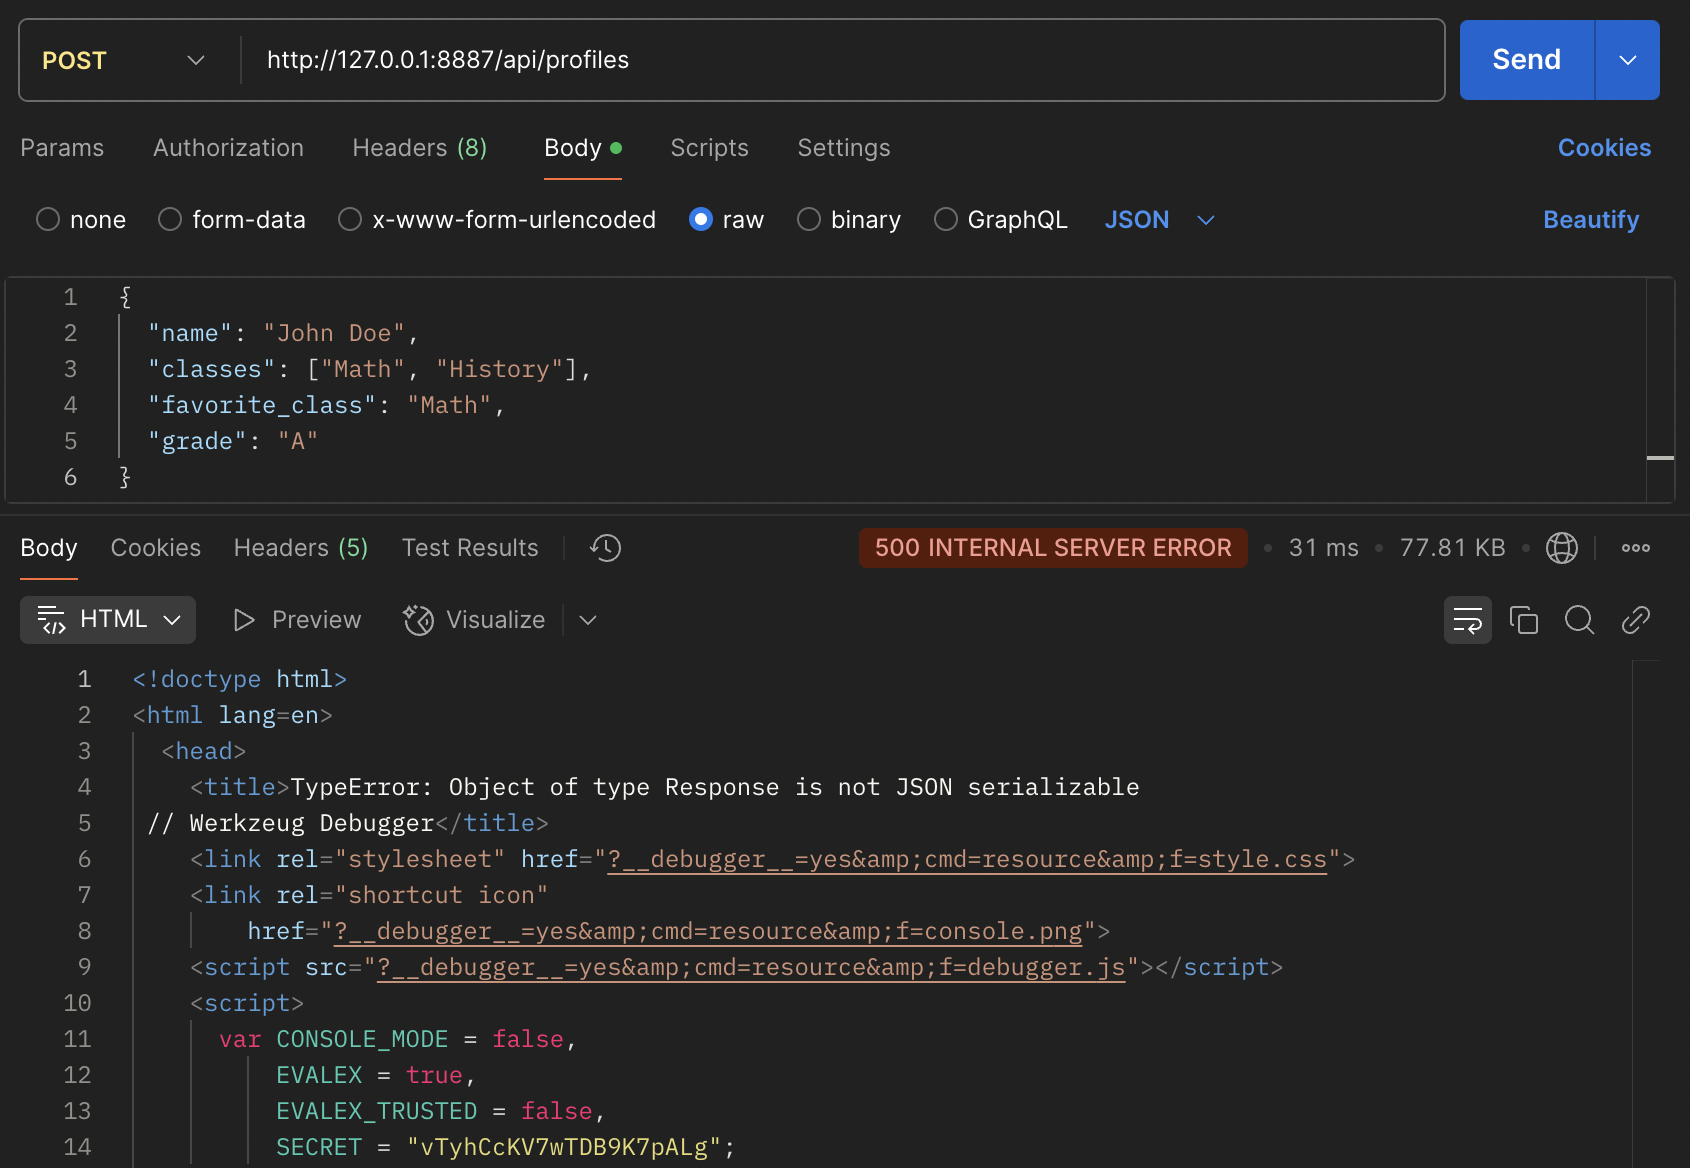 POST http://127.0.0.1:8887/api/profiles Send
Params Authorization Headers (8) Body Scripts Settings Cookies
none form-data x-www-form-urlencoded raw binary GraphQL JSON Beautify
1 {
2 "name": "John Doe",
3 "classes": ["Math", "History"],
4 "favorite_class": "Math",
5 "grade": "A"
6 }
Body Cookies Headers (5) Test Results 500 INTERNAL SERVER ERROR • 31 ms • 77.81 KB •
HTML Preview Visualize
1 <!doctype html>
2 <html lang=en>
3 <head>
4 <title>TypeError: Object of type Response is not JSON serializable
5 // Werkzeug Debugger</title>
6 <link rel="stylesheet" href="?__debugger__=yes&amp;cmd=resource&amp;f=style.css">
7 <link rel="shortcut icon"
8 href="?__debugger__=yes&amp;cmd=resource&amp;f=console.png">
9 <script src="?__debugger__=yes&amp;cmd=resource&amp;f=debugger.js"></script>
10 <script>
11 var CONSOLE_MODE = false,
12 EVALEX = true,
13 EVALEX_TRUSTED = false,
14 SECRET = "vTyhCcKV7wTDB9K7pALg";